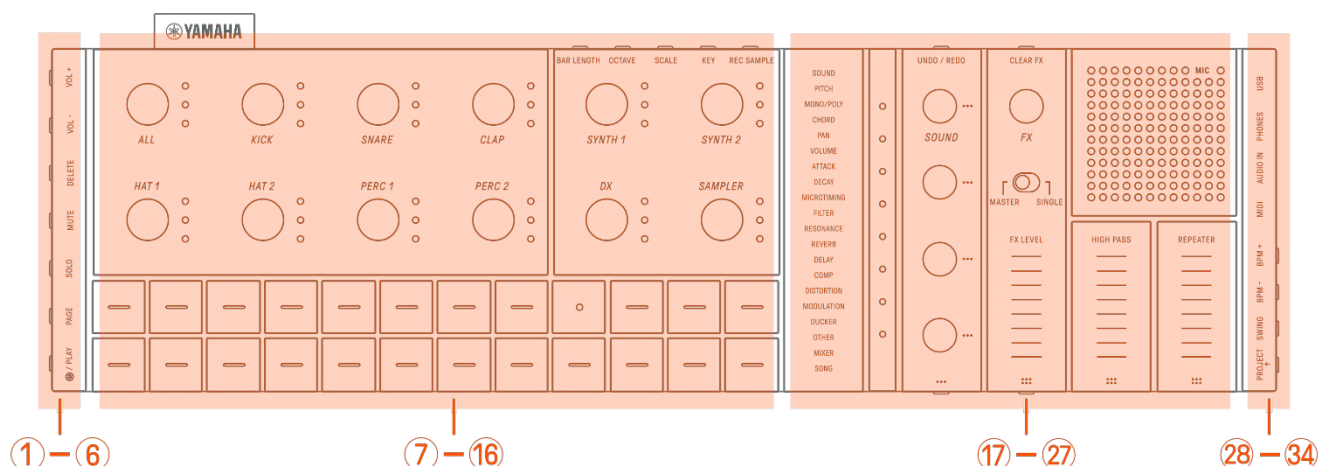 YAMAHA
VOL +
VOL -
DELETE
MUTE
SOLO
PAGE
/ PLAY
ALL
KICK
SNARE
CLAP
SYNTH 1
SYNTH 2
HAT 1
HAT 2
PERC 1
PERC 2
DX
SAMPLER
BAR LENGTH OCTAVE SCALE KEY REC SAMPLE
SOUND
PITCH
MONO/POLY
CHORD
PAN
VOLUME
ATTACK
DECAY
MICROTIMING
FILTER
RESONANCE
REVERB
DELAY
COMP
DISTORTION
MODULATION
DUCKER
OTHER
MIXER
SONG
UNDO / REDO
SOUND
CLEAR FX
FX
MASTER SINGLE
FX LEVEL
HIGH PASS
REPEATER
MIC
USB
PHONES
AUDIO IN
MIDI
BPM +
BPM -
SWING
PROJECT
1 — 6
7 — 16
17 — 27
28 — 34